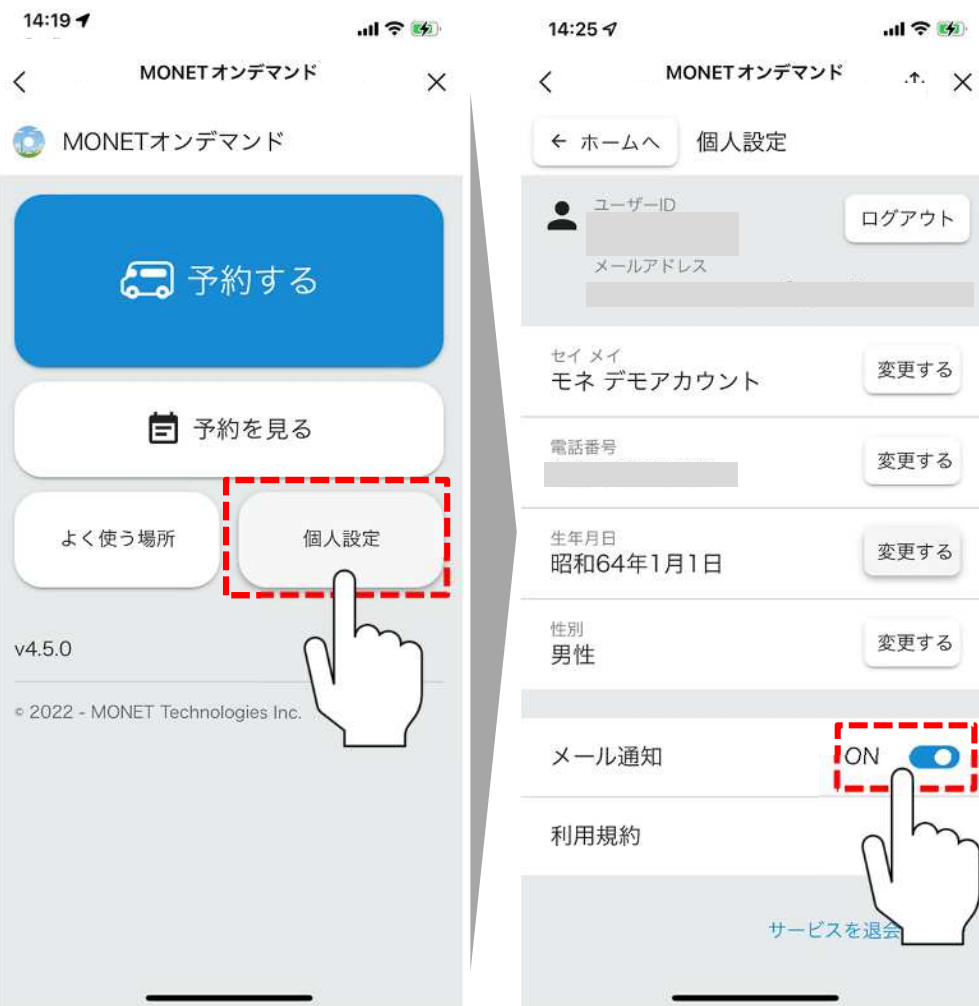 14:19
MONETオンデマンド
MONETオンデマンド
予約する
予約を見る
よく使う場所
個人設定
v4.5.0
© 2022 - MONET Technologies Inc.
14:25
MONETオンデマンド
← ホームへ
個人設定
ユーザーID
ログアウト
メールアドレス
セイ メイ
モネ デモアカウント
変更する
電話番号
変更する
生年月日
昭和64年1月1日
変更する
性別
男性
変更する
メール通知
ON
利用規約
サービスを退会